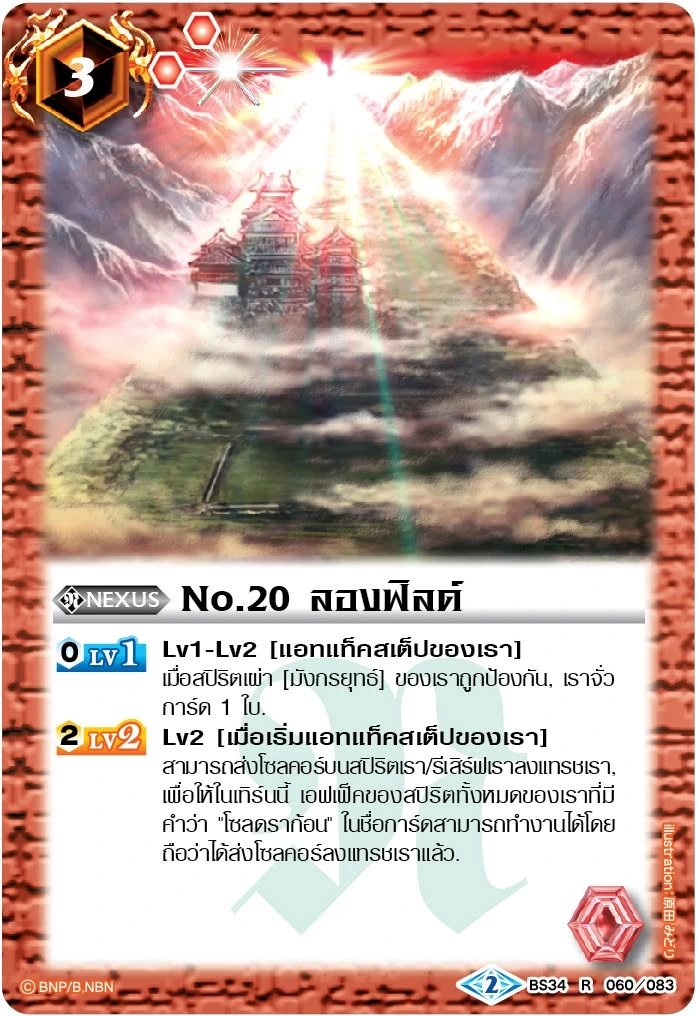 3
NEXUS No.20 ลองฟิลด์
0 LV1 Lv1-Lv2 [แอทแท็คสเต็ปของเรา]
เมื่อสปิริตเผ่า [มังกรยุทธ์] ของเราถูกป้องกัน, เราจั่ว
การ์ด 1 ใบ.
2 LV2 Lv2 [เมื่อเริ่มแอทแท็คสเต็ปของเรา]
สามารถส่งโซลคอร์บนสปิริตเรา/รีเสิร์ฟเราลงแทรชเรา,
เพื่อให้ในเทิร์นนี้ เอฟเฟ็คของสปิริตทั้งหมดของเราที่มี
คำว่า "โซลดราก้อน" ในชื่อการ์ดสามารถทำงานได้โดย
ถือว่าได้ส่งโซลคอร์ลงแทรชเราแล้ว.
illustration: 原田 みどり
©BNP/B.NBN
2 BS34 R 060/083